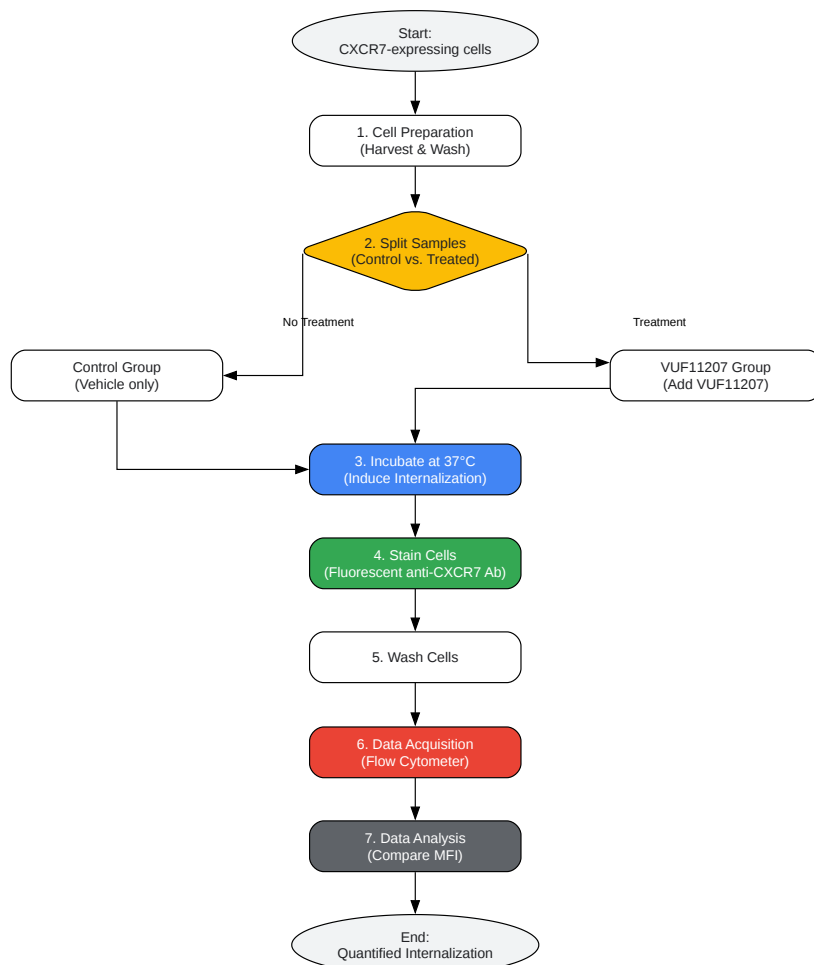 Start:
CXCR7-expressing cells
1. Cell Preparation
(Harvest & Wash)
2. Split Samples
(Control vs. Treated)
No Treatment
Treatment
Control Group
(Vehicle only)
VUF11207 Group
(Add VUF11207)
3. Incubate at 37°C
(Induce Internalization)
4. Stain Cells
(Fluorescent anti-CXCR7 Ab)
5. Wash Cells
6. Data Acquisition
(Flow Cytometer)
7. Data Analysis
(Compare MFI)
End:
Quantified Internalization